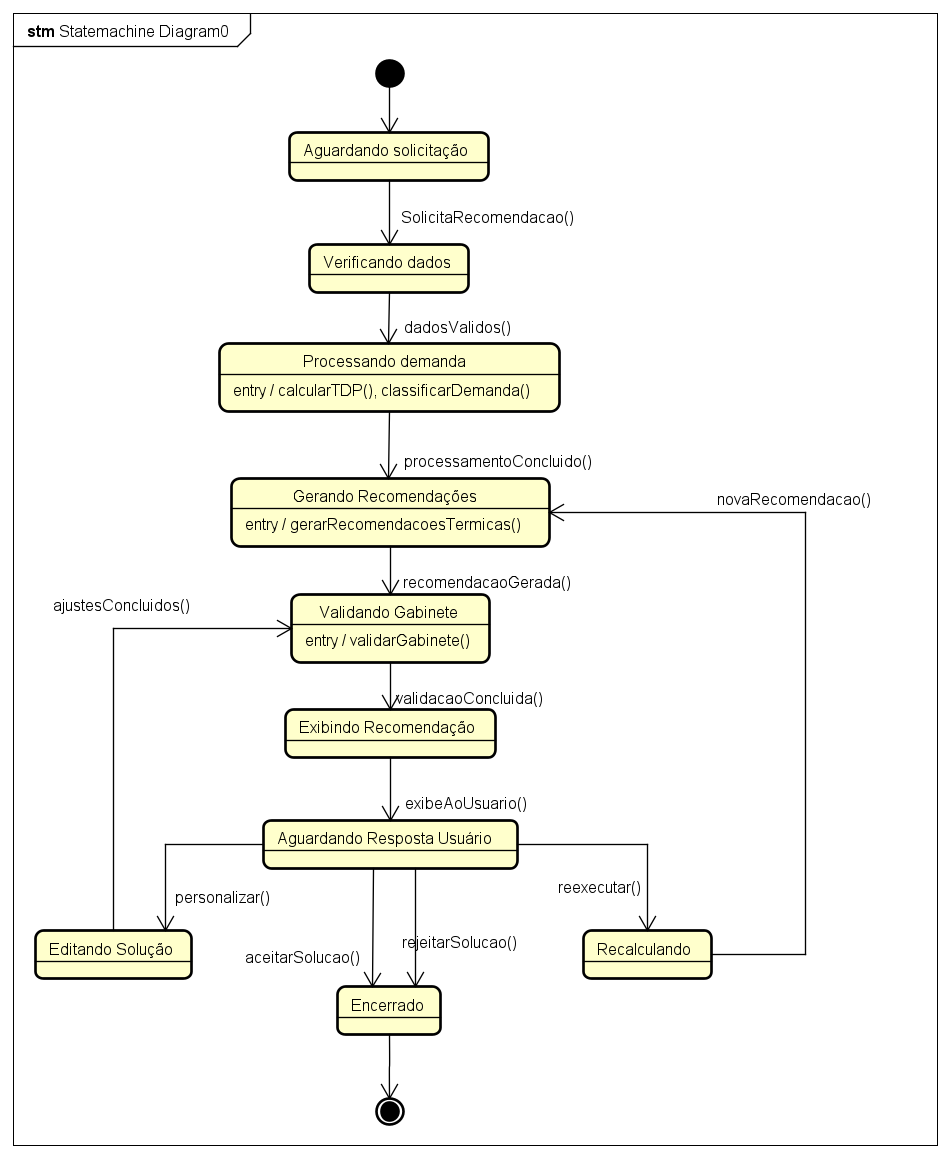 stm Statemachine Diagram0
Aguardando solicitação
SolicitaRecomendacao()
Verificando dados
dadosValidos()
Processando demanda
entry / calcularTDP(), classificarDemanda()
processamentoConcluido()
Gerando Recomendações
entry / gerarRecomendacoesTermicas()
novaRecomendacao()
recomendacaoGerada()
ajustesConcluidos()
Validando Gabinete
entry / validarGabinete()
validacaoConcluida()
Exibindo Recomendação
exibeAoUsuario()
Aguardando Resposta Usuário
personalizar()
reexecutar()
aceitarSolucao()
rejeitarSolucao()
Editando Solução
Recalculando
Encerrado